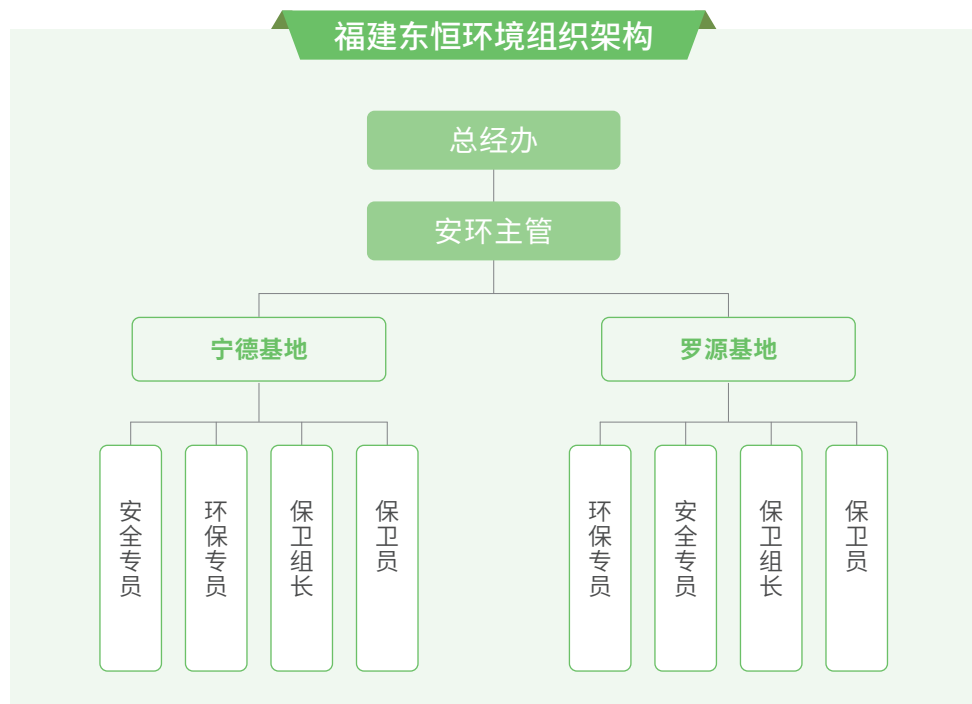 福建东恒环境组织架构
总经办
安环主管
宁德基地
罗源基地
安全专员
环保专员
保卫组长
保卫员
环保专员
安全专员
保卫组长
保卫员